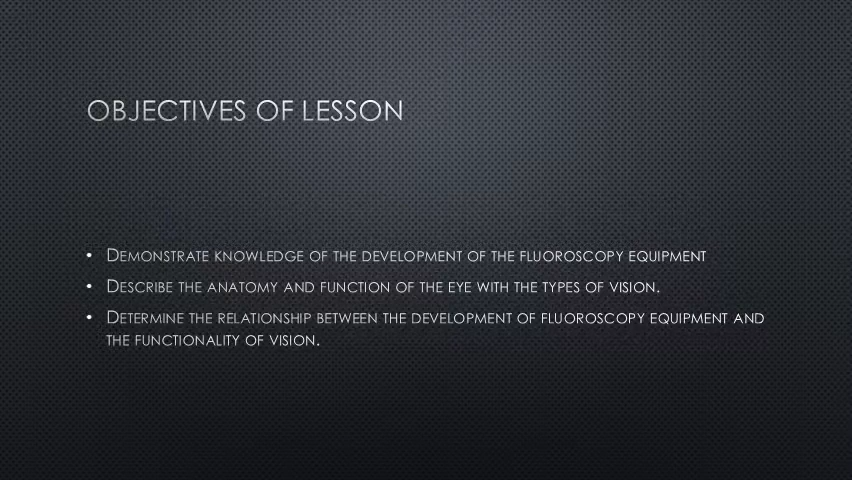 OBJECTIVES OF LESSON
• DEMONSTRATE KNOWLEDGE OF THE DEVELOPMENT OF THE FLUOROSCOPY EQUIPMENT
• DESCRIBE THE ANATOMY AND FUNCTION OF THE EYE WITH THE TYPES OF VISION.
• DETERMINE THE RELATIONSHIP BETWEEN THE DEVELOPMENT OF FLUOROSCOPY EQUIPMENT AND
THE FUNCTIONALITY OF VISION.